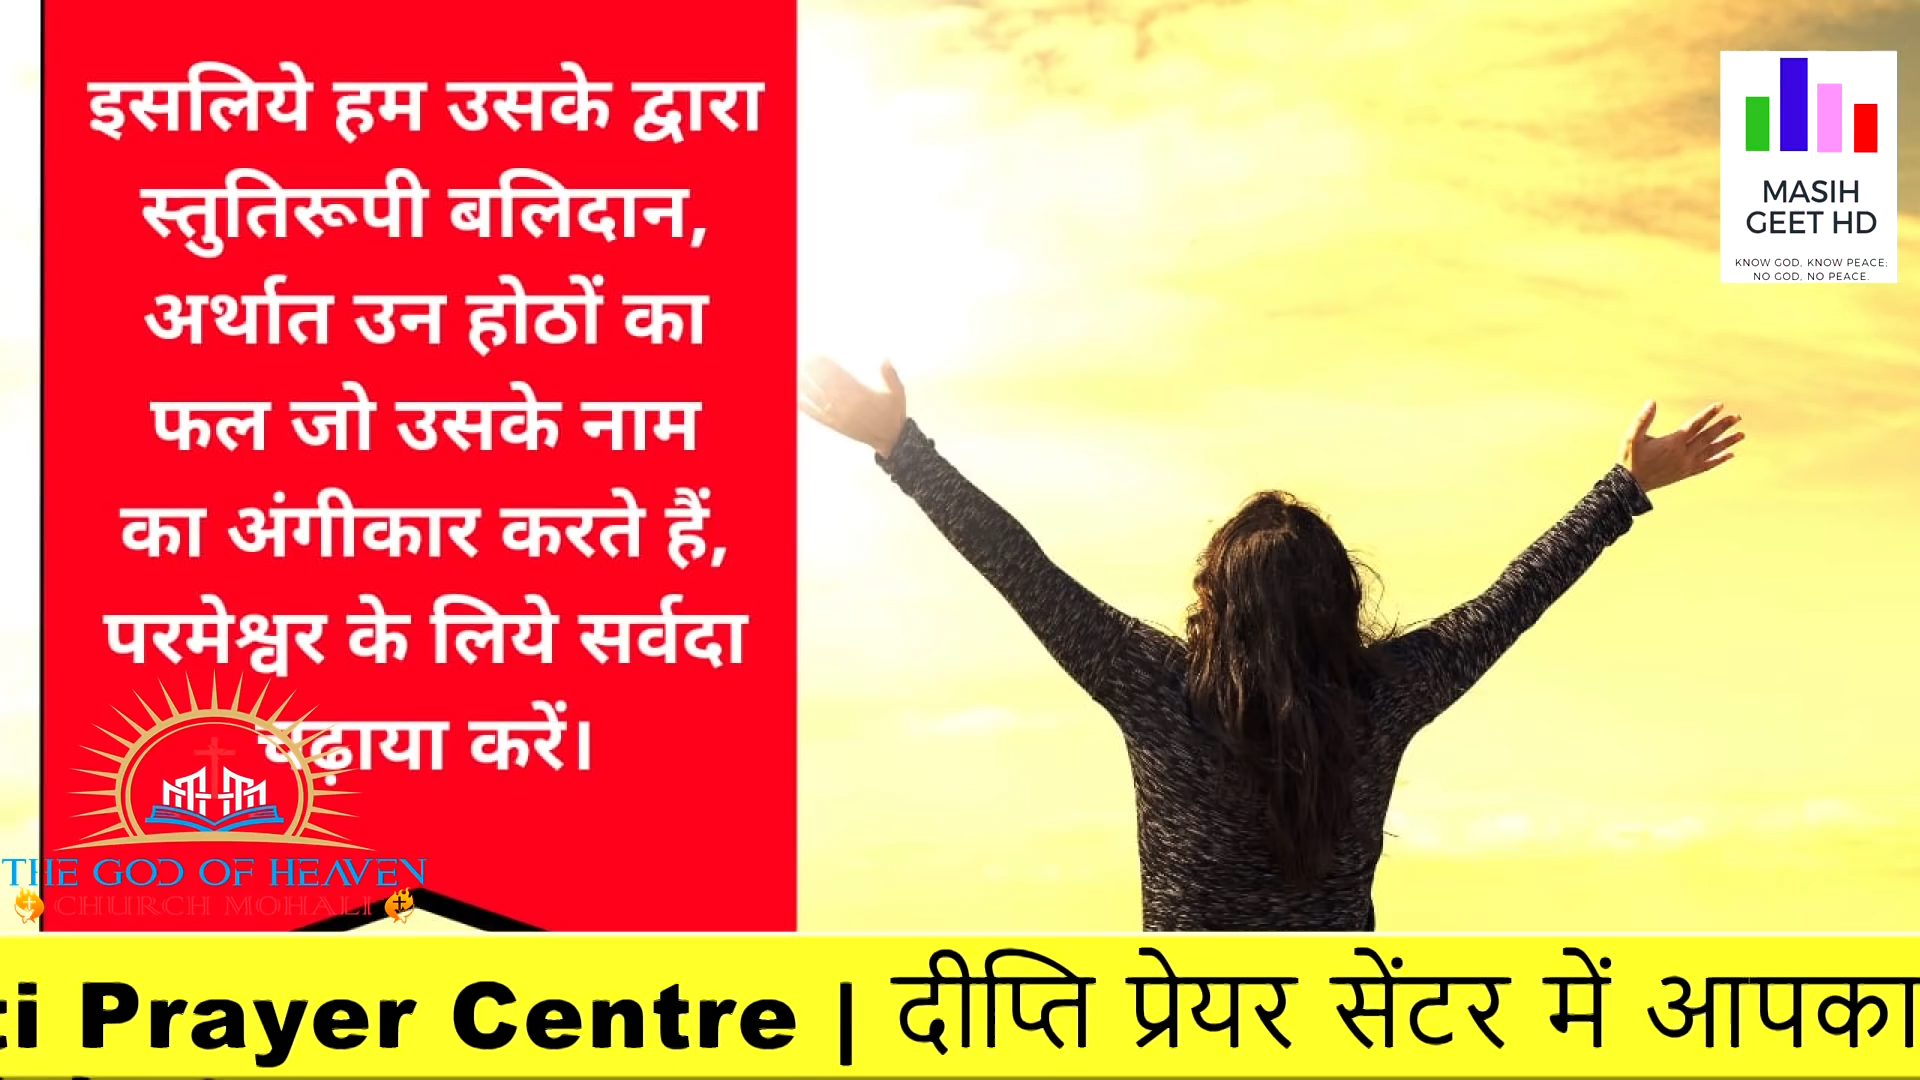 इसलिये हम उसके द्वारा
स्तुतिरूपी बलिदान,
अर्थात उन होठों का
फल जो उसके नाम
का अंगीकार करते हैं,
परमेश्वर के लिये सर्वदा
चढ़ाया करें।
MASIH
GEET HD
KNOW GOD, KNOW PEACE;
NO GOD, NO PEACE.
THE GOD OF HEAVEN
CHURCH MOHALI
ti Prayer Centre | दीप्ति प्रेयर सेंटर में आपका